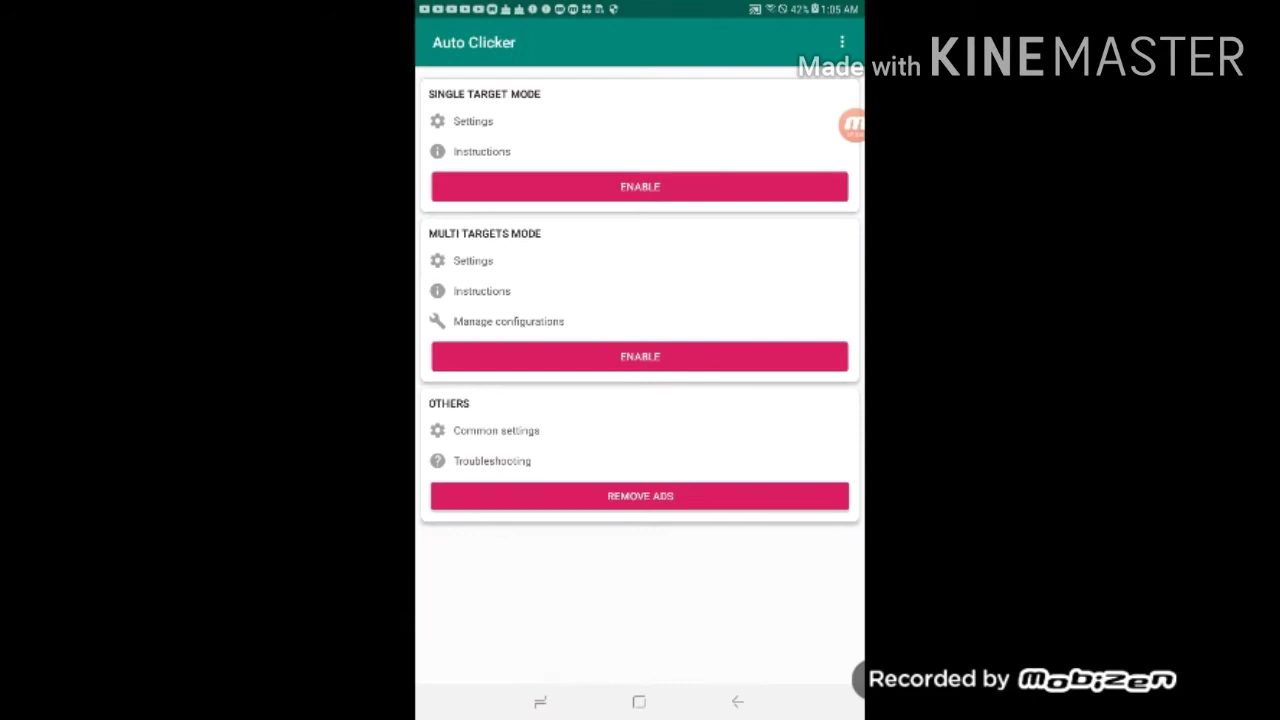 42% 1:05 AM
Auto Clicker
Made with KINEMASTER
SINGLE TARGET MODE
Settings
Instructions
ENABLE
MULTI TARGETS MODE
Settings
Instructions
Manage configurations
ENABLE
OTHERS
Common settings
Troubleshooting
REMOVE ADS
Recorded by mobizen